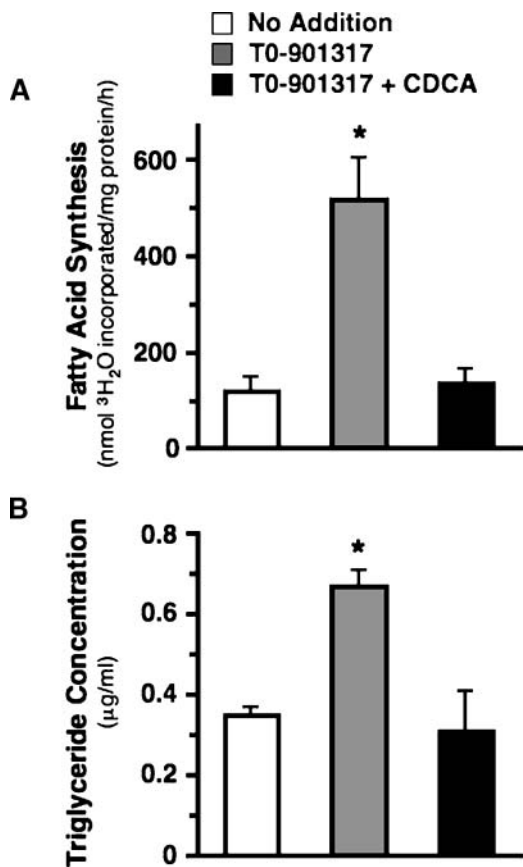 No Addition
T0-901317
T0-901317 + CDCA
A
Fatty Acid Synthesis
(nmol ³H₂O incorporated/mg protein/h)
600
400
200
0
*
B
Triglyceride Concentration
(µg/ml)
0.8
0.6
0.4
0.2
0
*